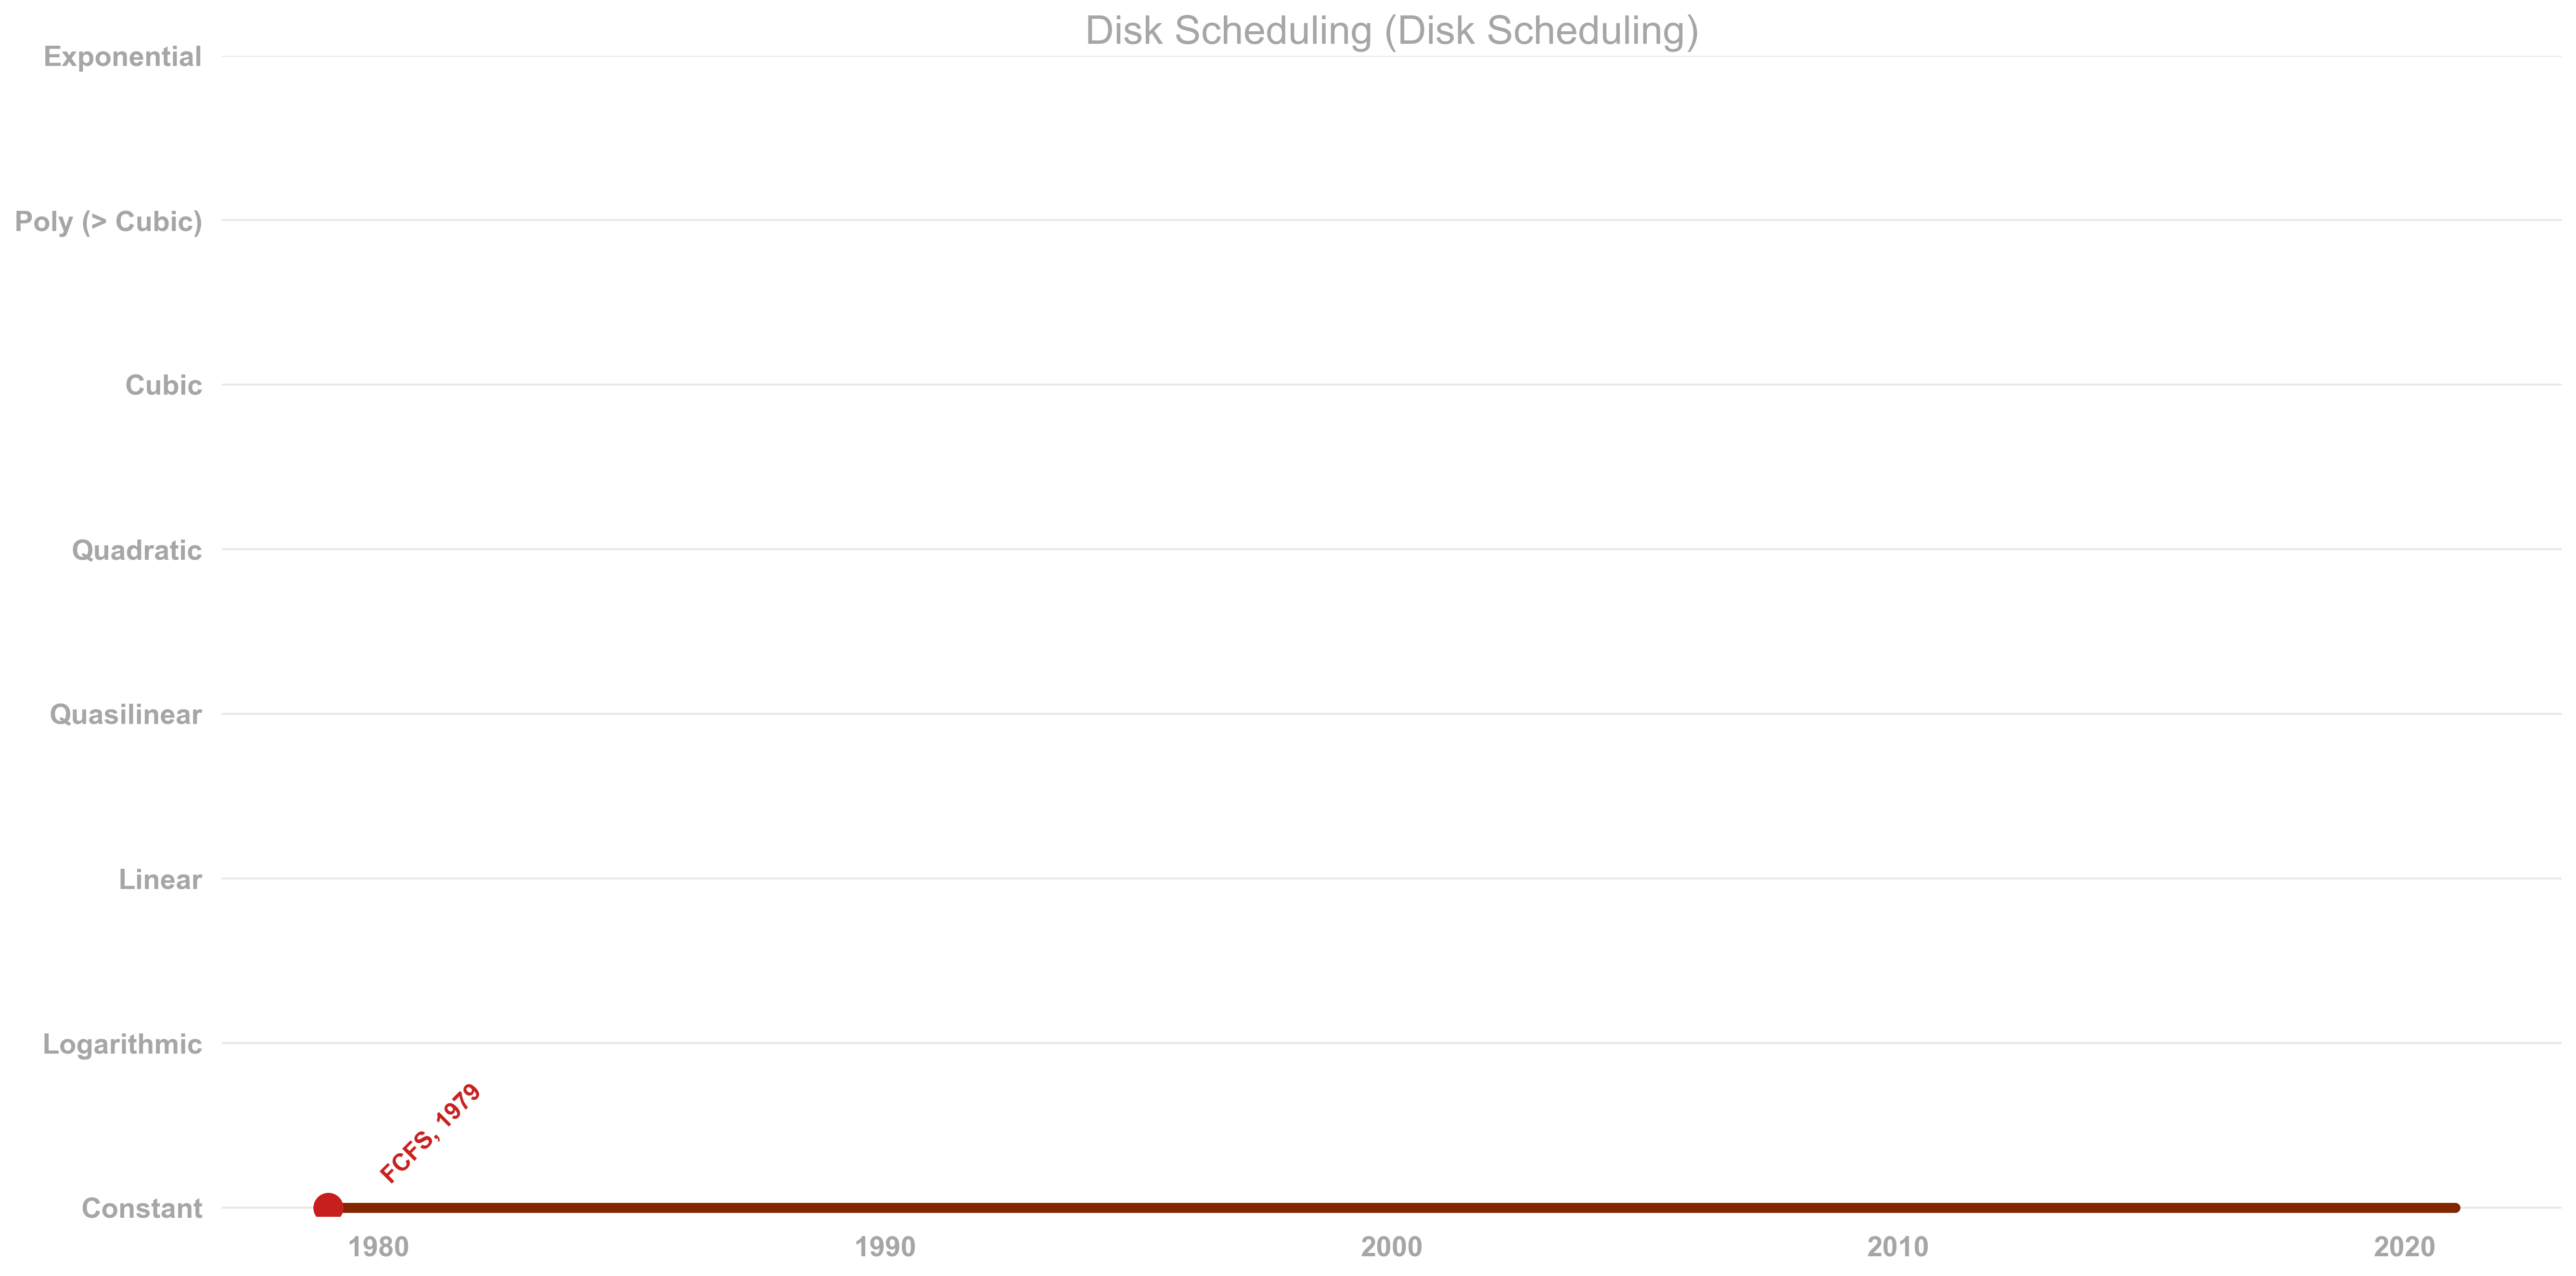 Disk Scheduling (Disk Scheduling)
Exponential
Poly (> Cubic)
Cubic
Quadratic
Quasilinear
Linear
Logarithmic
FCFS, 1979
Constant
1980 1990 2000 2010 2020